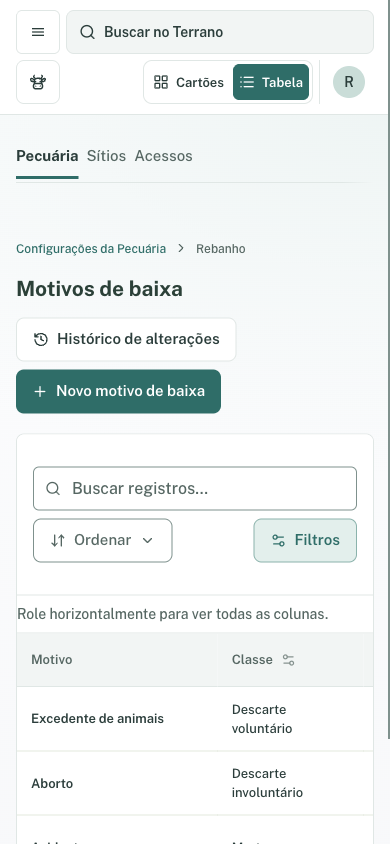 Buscar no Terrano
Cartões
Tabela
R
Pecuária Sítios Acessos
Configurações da Pecuária
Rebanho
Motivos de baixa
Histórico de alterações
Novo motivo de baixa
Buscar registros...
Ordenar
Filtros
Role horizontalmente para ver todas as colunas.
Motivo
Classe
Excedente de animais
Descarte
voluntário
Aborto
Descarte
involuntário